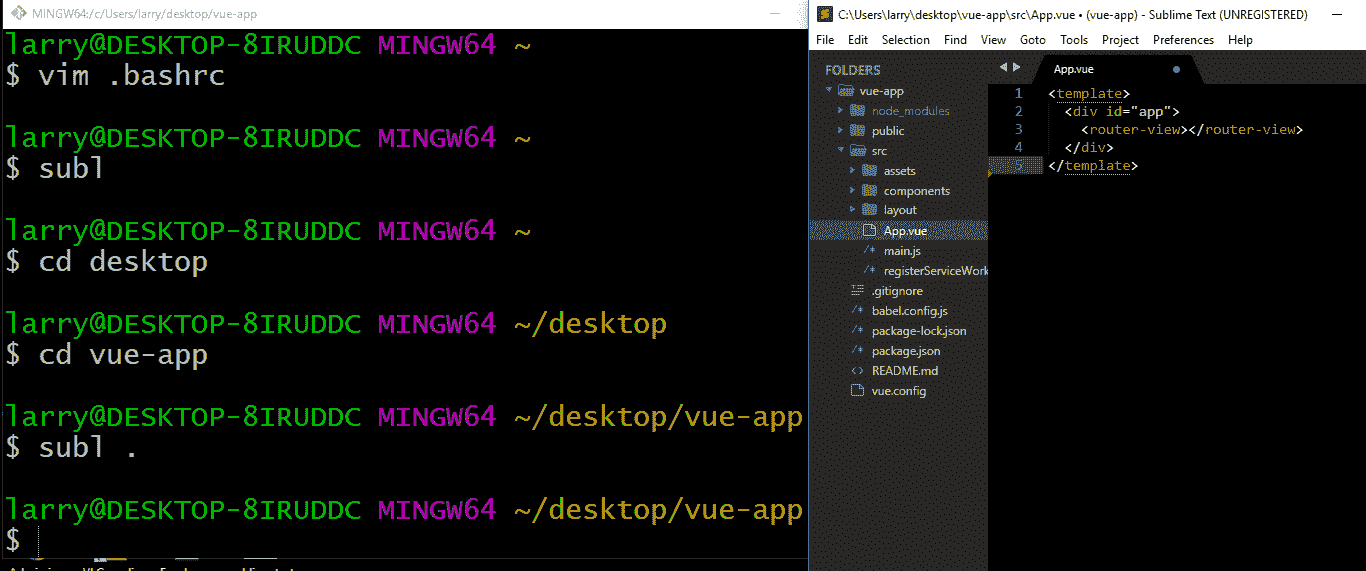 MINGW64:/c/Users/larry/desktop/vue-app
larry@DESKTOP-8IRUDDC MINGW64 ~
$ vim .bashrc
larry@DESKTOP-8IRUDDC MINGW64 ~
$ subl
larry@DESKTOP-8IRUDDC MINGW64 ~
$ cd desktop
larry@DESKTOP-8IRUDDC MINGW64 ~/desktop
$ cd vue-app
larry@DESKTOP-8IRUDDC MINGW64 ~/desktop/vue-app
$ subl .
larry@DESKTOP-8IRUDDC MINGW64 ~/desktop/vue-app
$
C:\Users\larry\desktop\vue-app\src\App.vue • (vue-app) - Sublime Text (UNREGISTERED)
File Edit Selection Find View Goto Tools Project Preferences Help
FOLDERS
vue-app
node_modules
public
src
assets
components
layout
App.vue
main.js
registerServiceWork
.gitignore
babel.config.js
package-lock.json
package.json
README.md
vue.config
App.vue
1 <template>
2 <div id="app">
3 <router-view></router-view>
4 </div>
5 </template>